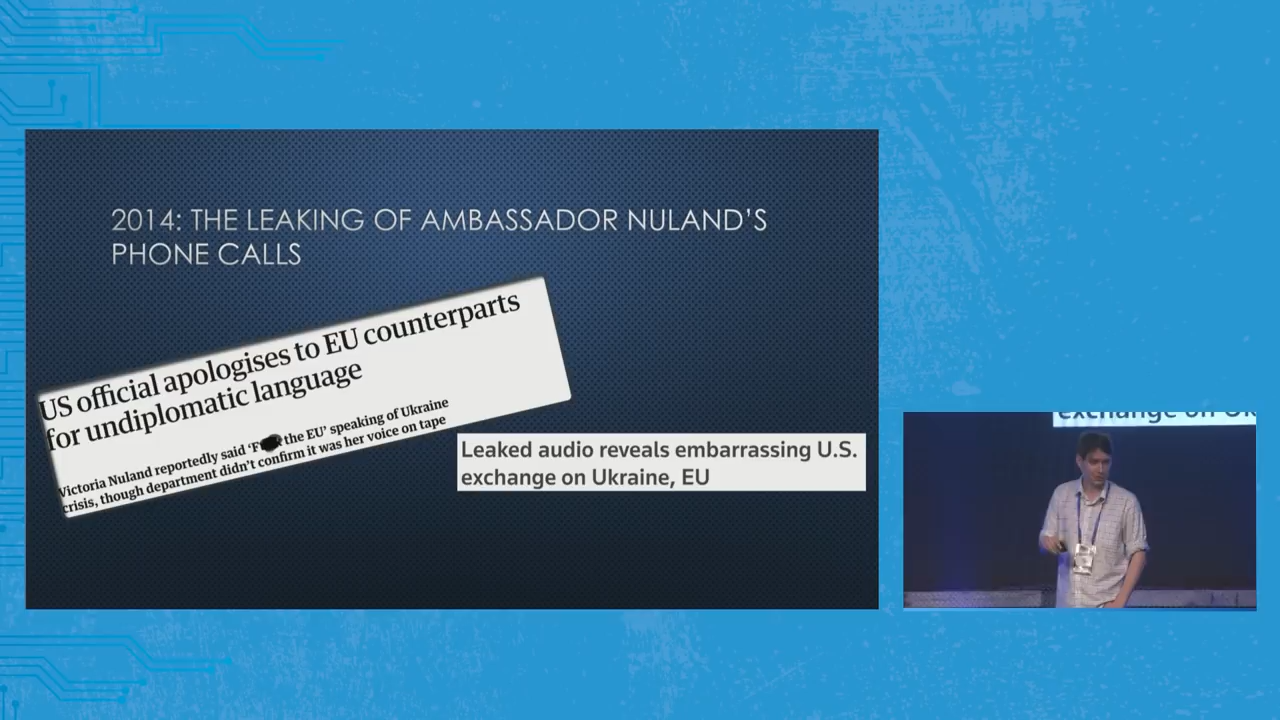 2014: THE LEAKING OF AMBASSADOR NULAND'S
PHONE CALLS
US official apologises to EU counterparts
for undiplomatic language
Victoria Nuland reportedly said 'F the EU' speaking of Ukraine
crisis, though department didn't confirm it was her voice on tape
Leaked audio reveals embarrassing U.S.
exchange on Ukraine, EU
exchange on